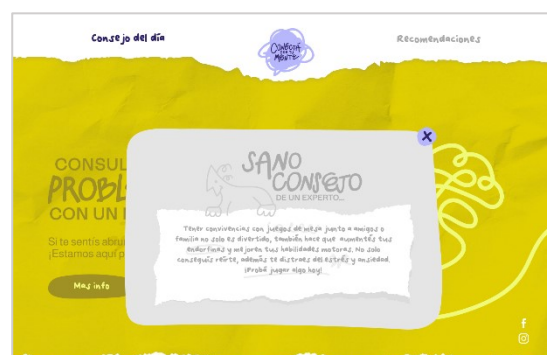 Consejo del día
CONECTA
CON TU
MENTE
Recomendaciones
CONSUL
PROBL
CON UN
Si te sentís abru
¡Estamos aquí p
Mas info
X
SANO
CONSEJO
DE UN EXPERTO...
Tener convivencias con juegos de mesa junto a amigos o
familia no solo es divertido, también hace que aumentés tus
endorfinas y mejoren tus habilidades motoras. No solo
conseguís reírte, además te distraes del estrés y ansiedad.
¡Probá jugar algo hoy!
f